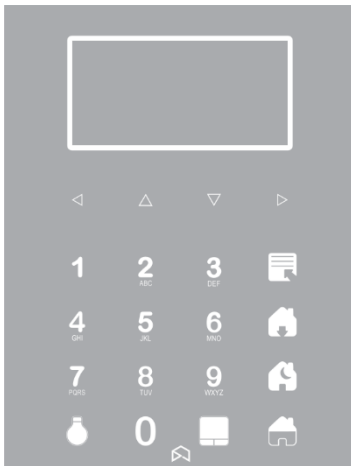 1 2 3
ABC DEF
4 5 6
GHI JKL MNO
7 8 9
PQRS TUV WXYZ
0